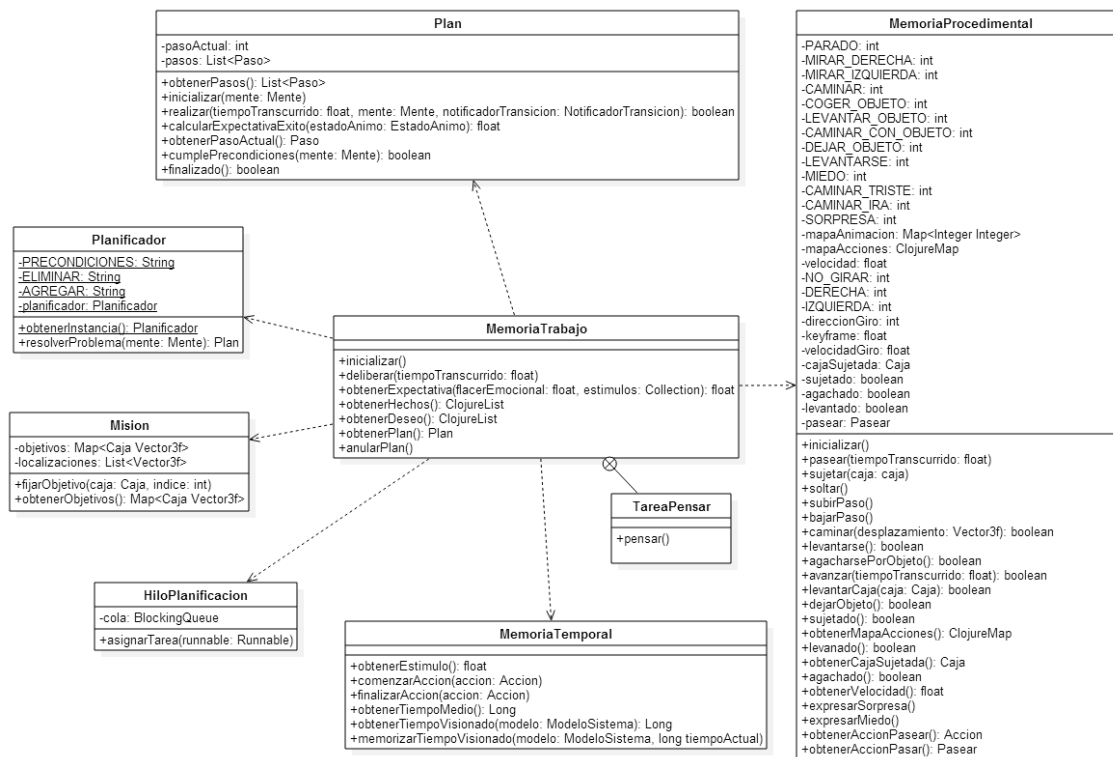 Plan
-pasoActual: int
-pasos: List<Paso>
+obtenerPasos(): List<Paso>
+inicializar(mente: Mente)
+realizar(tiempoTranscurrido: float, mente: Mente, notificadorTransicion: NotificadorTransicion): boolean
+calcularExpectativaExito(estadoAnimo: EstadoAnimo): float
+obtenerPasoActual(): Paso
+cumplePrecondiciones(mente: Mente): boolean
+finalizado(): boolean
Planificador
-PRECONDICIONES: String
-ELIMINAR: String
-AGREGAR: String
-planificador: Planificador
+obtenerInstancia(): Planificador
+resolverProblema(mente: Mente): Plan
MemoriaTrabajo
+inicializar()
+deliberar(tiempoTranscurrido: float)
+obtenerExpectativa(flacerEmocional: float, estimulos: Collection): float
+obtenerHechos(): ClojureList
+obtenerDeseo(): ClojureList
+obtenerPlan(): Plan
+anularPlan()
Mision
-objetivos: Map<Caja Vector3f>
-localizaciones: List<Vector3f>
+fijarObjetivo(caja: Caja, indice: int)
+obtenerObjetivos(): Map<Caja Vector3f>
TareaPensar
+pensar()
HiloPlanificacion
-cola: BlockingQueue
+asignarTarea(runnable: Runnable)
MemoriaTemporal
+obtenerEstimulo(): float
+comenzarAccion(accion: Accion)
+finalizarAccion(accion: Accion)
+obtenerTiempoMedio(): Long
+obtenerTiempoVisionado(modelo: ModeloSistema): Long
+memorizarTiempoVisionado(modelo: ModeloSistema, long tiempoActual)
MemoriaProcedimental
-PARADO: int
-MIRAR_DERECHA: int
-MIRAR_IZQUIERDA: int
-CAMINAR: int
-COGER_OBJETO: int
-LEVANTAR_OBJETO: int
-CAMINAR_CON_OBJETO: int
-DEJAR_OBJETO: int
-LEVANTARSE: int
-MIEDO: int
-CAMINAR_TRISTE: int
-CAMINAR_IRA: int
-SORPRESA: int
-mapaAnimacion: Map<Integer Integer>
-mapaAcciones: ClojureMap
-velocidad: float
-NO_GIRAR: int
-DERECHA: int
-IZQUIERDA: int
-direccionGiro: int
-keyframe: float
-velocidadGiro: float
-cajaSujetada: Caja
-sujetado: boolean
-agachado: boolean
-levantado: boolean
-pasear: Pasear
+inicializar()
+pasear(tiempoTranscurrido: float)
+sujetar(caja: caja)
+soltar()
+subirPaso()
+bajarPaso()
+caminar(desplazamiento: Vector3f): boolean
+levantarse(): boolean
+agacharsePorObjeto(): boolean
+avanzar(tiempoTranscurrido: float): boolean
+levantarCaja(caja: Caja): boolean
+dejarObjeto(): boolean
+sujetado(): boolean
+obtenerMapaAcciones(): ClojureMap
+levanado(): boolean
+obtenerCajaSujetada(): Caja
+agachado(): boolean
+obtenerVelocidad(): float
+expresarSorpresa()
+expresarMiedo()
+obtenerAccionPasear(): Accion
+obtenerAccionPasar(): Pasear